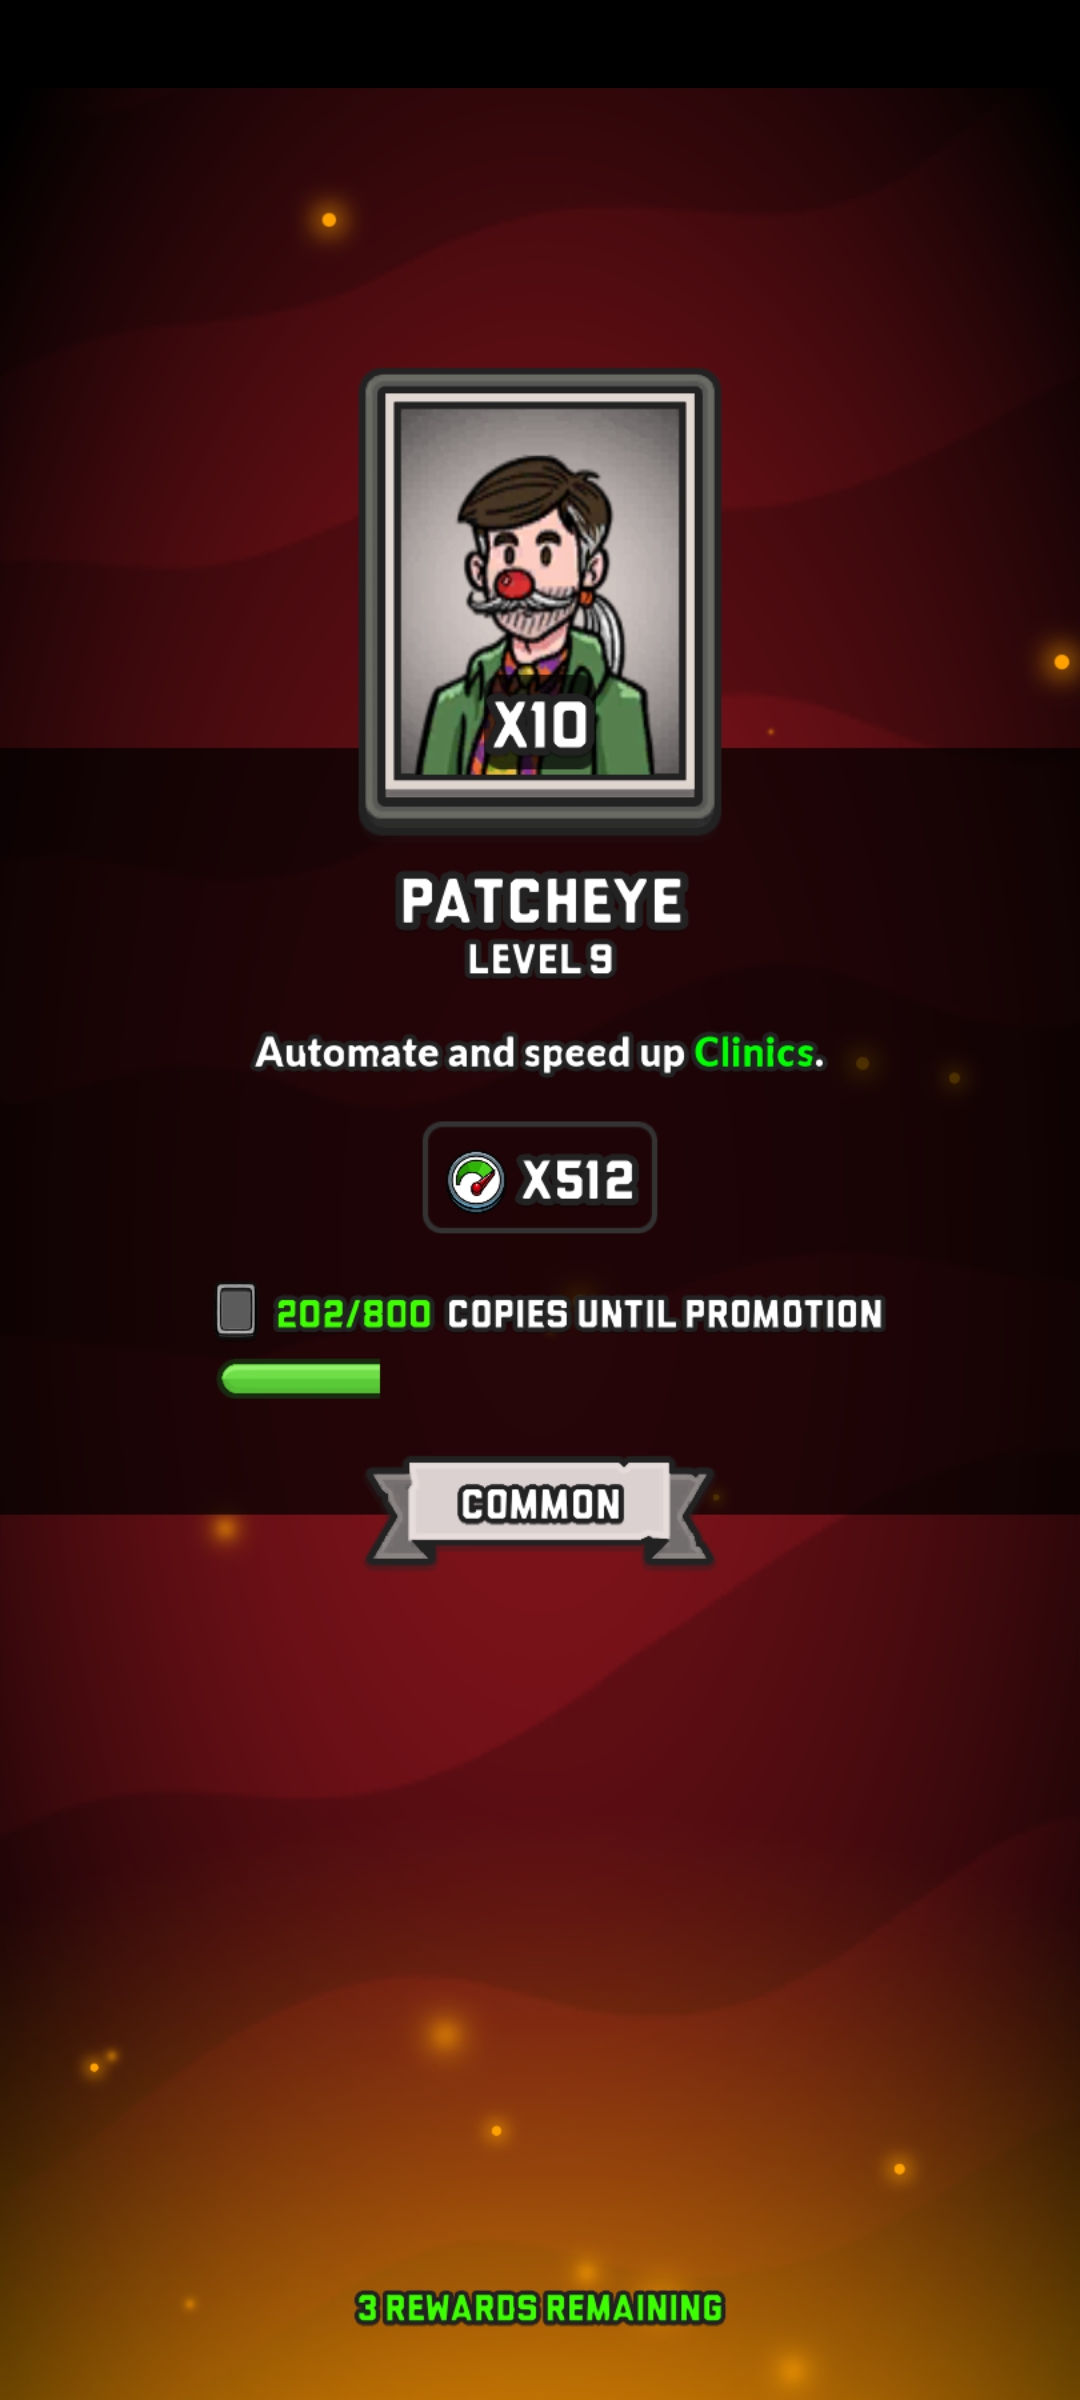 X10
PATCHEYE
LEVEL 9
Automate and speed up Clinics.
X512
202/800 COPIES UNTIL PROMOTION
COMMON
3 REWARDS REMAINING